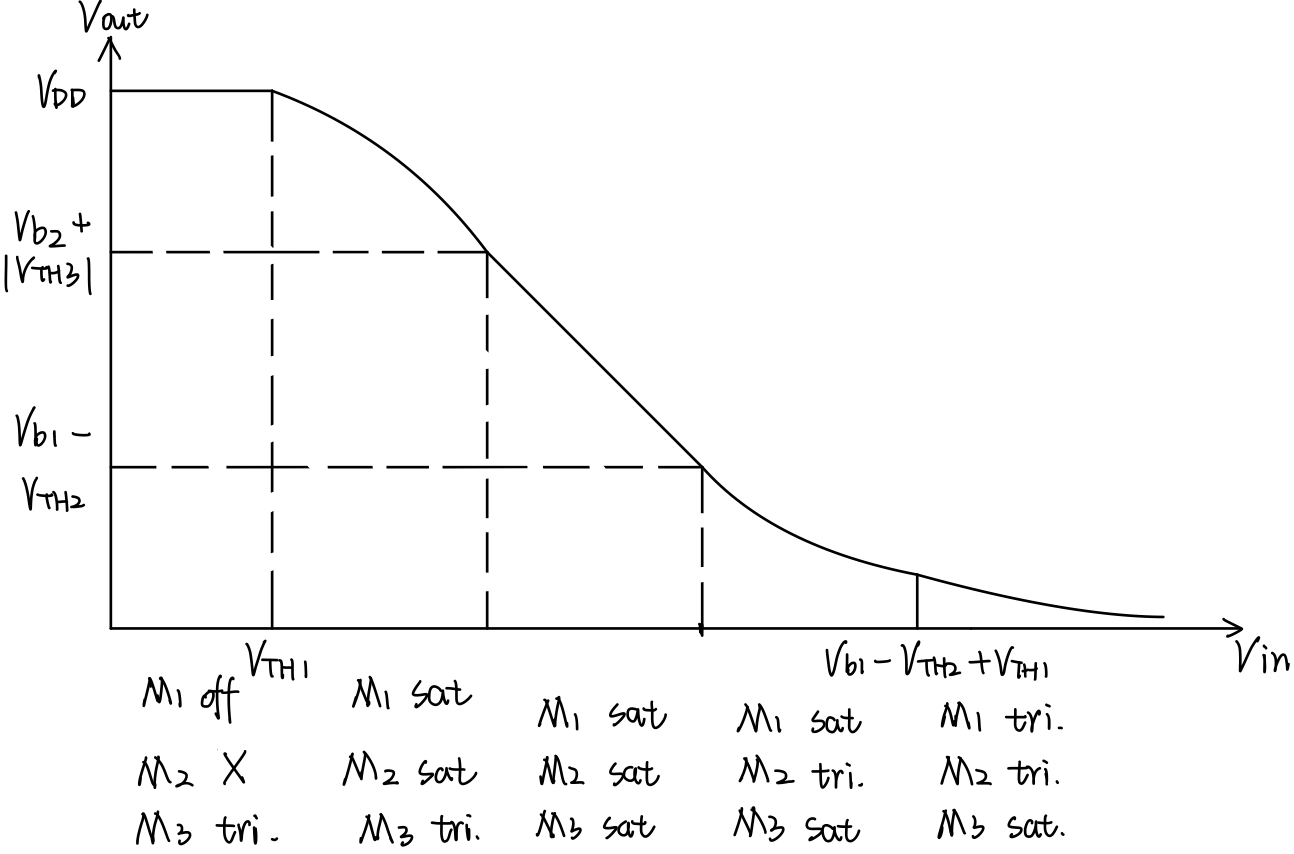 Vout
VDD
Vb2 +
|VTH3|
Vb1 -
VTH2
VTH1
Vb1 - VTH2 + VTH1
Vin
M1 off
M2 X
M3 tri.
M1 sat
M2 sat
M3 tri.
M1 sat
M2 sat
M3 sat
M1 sat
M2 tri.
M3 sat
M1 tri.
M2 tri.
M3 sat.